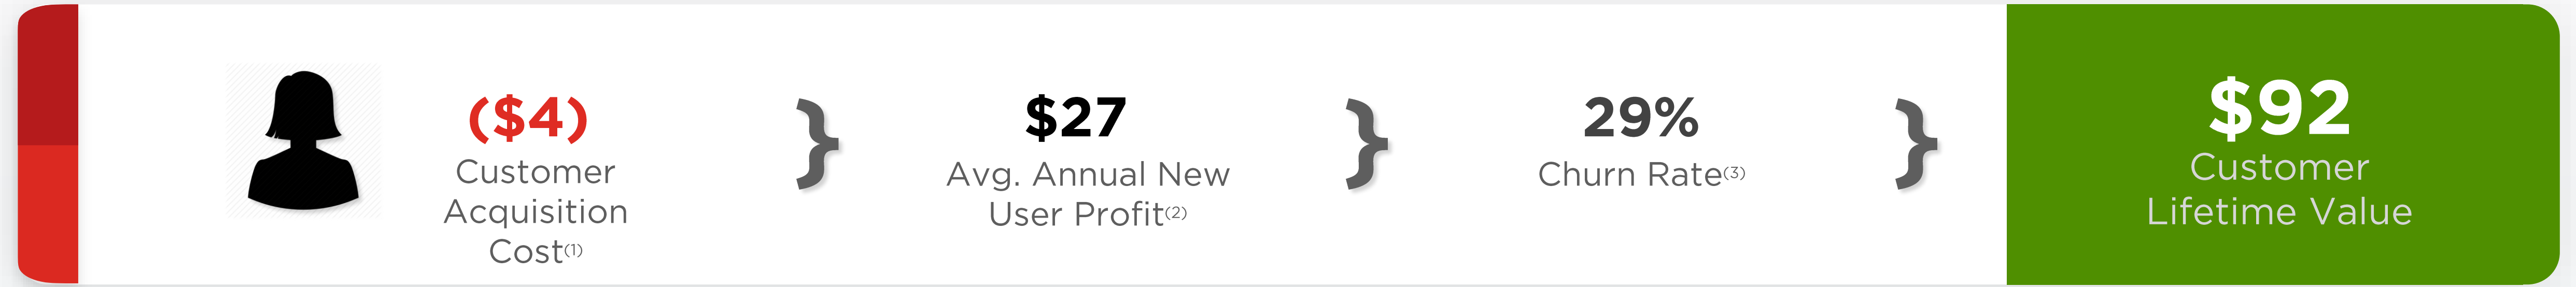 ($4)
Customer
Acquisition
Cost(1)
}
$27
Avg. Annual New
User Profit(2)
}
29%
Churn Rate(3)
}
$92
Customer
Lifetime Value